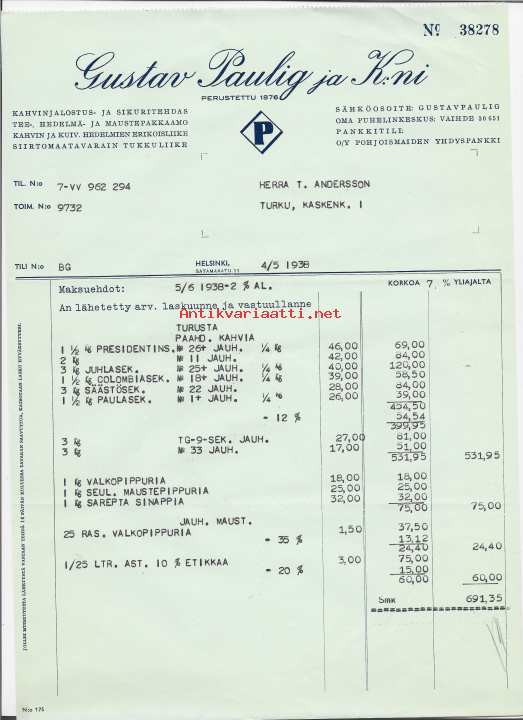 Nº 38278
Gustav Paulig ja K:ni
PERUSTETTU 1876
KAHVINJALOSTUS- JA SIKURITEHDAS
TEE-, HEDELMÄ- JA MAUSTEPAKKAAMO
KAHVIN JA KUIV. HEDELMIEN ERIKOISLIIKE
SIIRTOMAATAVARAIN TUKKULIIKE
P
SÄHKÖOSOITE: GUSTAVPAULIG
OMA PUHELINKESKUS: VAIHDE 30651
PANKKITILI:
O/Y POHJOISMAIDEN YHDYSPANKKI
TIL. N:o 7-VV 962 294
TOIM. N:o 9732
HERRA T. ANDERSSON
TURKU, KASKENK. 1
TILI N:o BG HELSINKI, 4/5 1938
SATAMAKATU 11
Maksuehdot: 5/6 1938-2 % AL. KORKOA 7 % YLIAJALTA
An lähetetty arv. laskuunne ja vastuullanne
Antikvariaatti.net
TURUSTA
PAAHD. KAHVIA
1 ½ kg PRESIDENTINS. № 26+ JAUH. ¼ kg 46,00 69,00
2 kg № 11 JAUH. 42,00 84,00
3 kg JUHLASEK. № 25+ JAUH. ¼ " 40,00 120,00
1 ½ kg COLOMBIASEK. № 18+ JAUH. ¼ " 39,00 58,50
3 kg SÄÄSTÖSEK. № 22 JAUH. 28,00 84,00
1 ½ kg PAULASEK. № 1+ JAUH. ¼ " 26,00 39,00
454,50
- 12 % 54,54
399,95
3 kg TG-9-SEK. JAUH. 27,00 81,00
3 kg № 33 JAUH. 17,00 51,00
531,95 531,95
1 kg VALKOPIPPURIA 18,00 18,00
1 kg SEUL. MAUSTEPIPPURIA 25,00 25,00
1 kg SAREPTA SINAPPIA 32,00 32,00
75,00 75,00
JAUH. MAUST.
25 RAS. VALKOPIPPURIA 1,50 37,50
- 35 % 13,12
24,40 24,40
1/25 LTR. AST. 10 % ETIKKAA 3,00 75,00
- 20 % 15,00
60,00 60,00
Smk 691,35
N:o 175